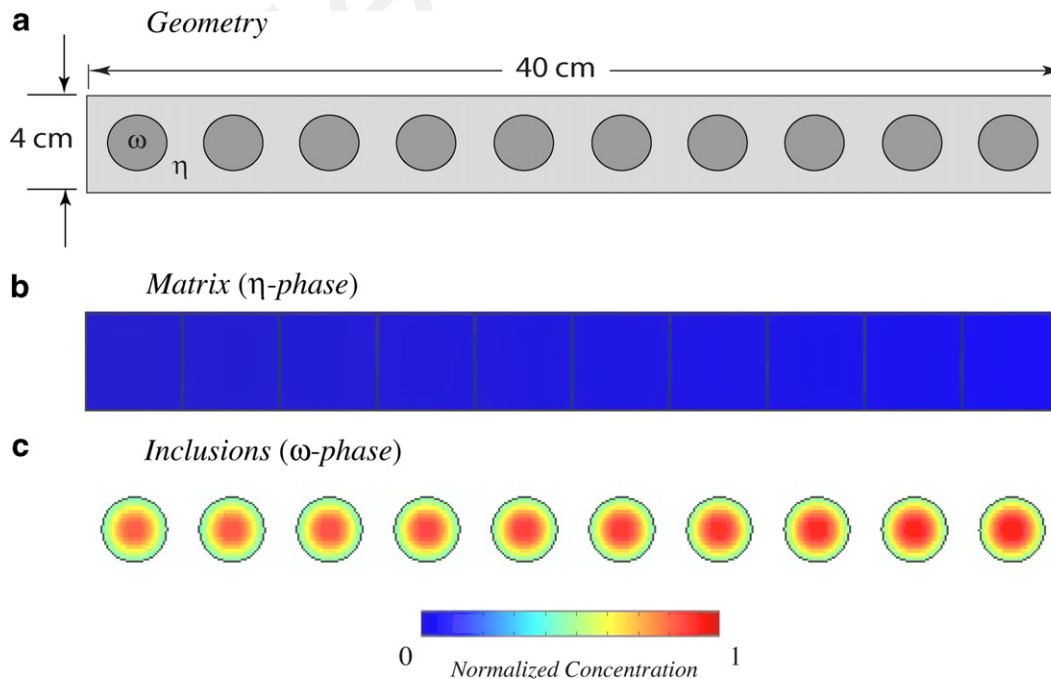 a Geometry
40 cm
4 cm
ω
η
b Matrix (η-phase)
c Inclusions (ω-phase)
0 1
Normalized Concentration